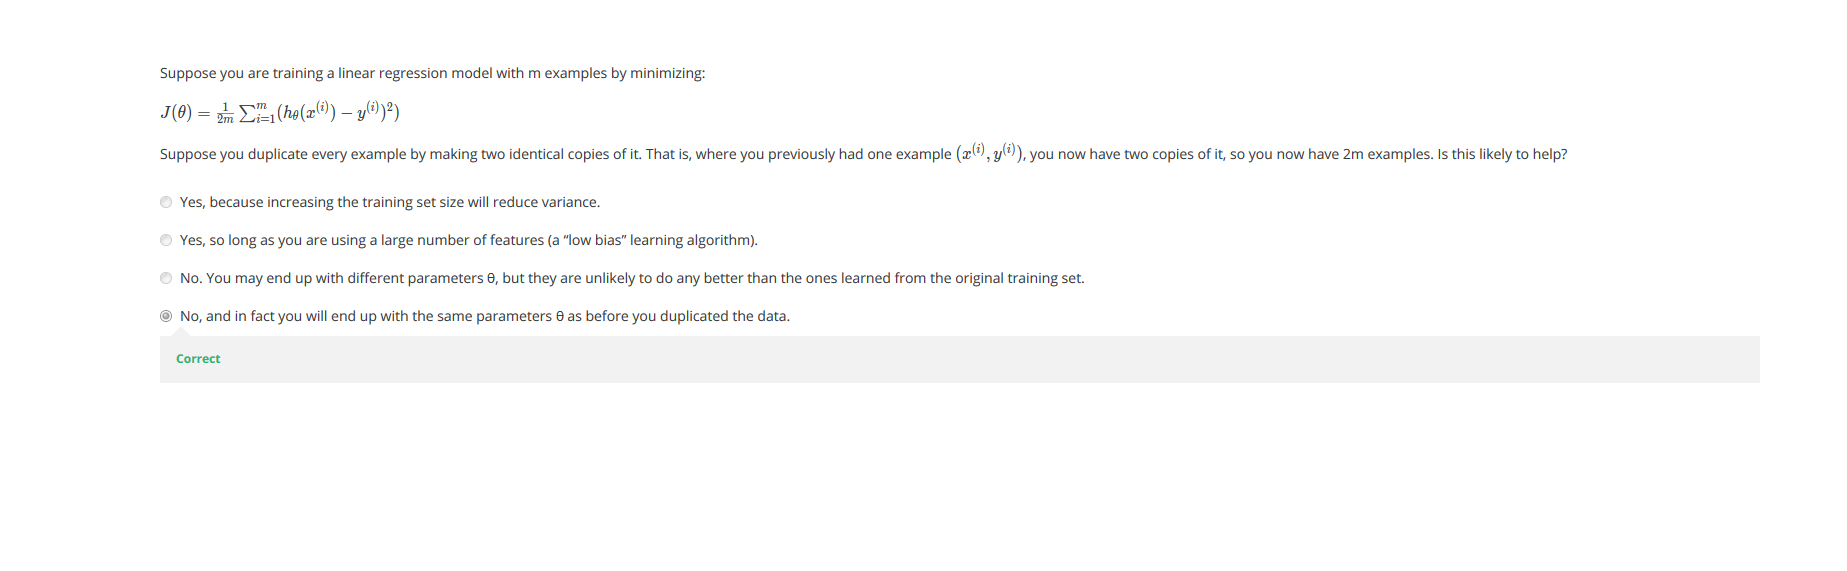 Suppose you are training a linear regression model with m examples by minimizing:
J(θ) = 1/2m ∑_{i=1}^{m}(hθ(x^{(i)}) − y^{(i)})²)
Suppose you duplicate every example by making two identical copies of it. That is, where you previously had one example (x^{(i)}, y^{(i)}), you now have two copies of it, so you now have 2m examples. Is this likely to help?
Yes, because increasing the training set size will reduce variance.
Yes, so long as you are using a large number of features (a “low bias” learning algorithm).
No. You may end up with different parameters θ, but they are unlikely to do any better than the ones learned from the original training set.
No, and in fact you will end up with the same parameters θ as before you duplicated the data.
Correct